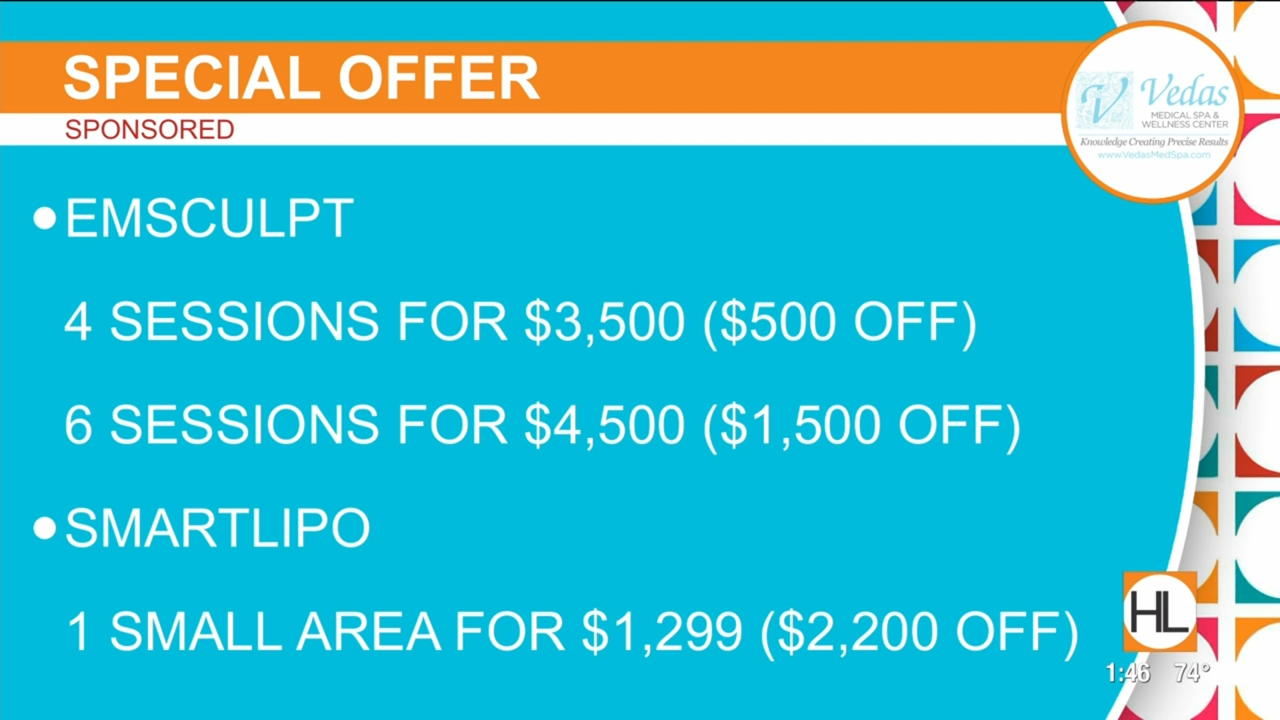 SPECIAL OFFER
SPONSORED
V Vedas
MEDICAL SPA &
WELLNESS CENTER
Knowledge Creating Precise Results
www.VedasMedSpa.com
•EMSCULPT
4 SESSIONS FOR $3,500 ($500 OFF)
6 SESSIONS FOR $4,500 ($1,500 OFF)
•SMARTLIPO
1 SMALL AREA FOR $1,299 ($2,200 OFF)
HL
1:46 74°